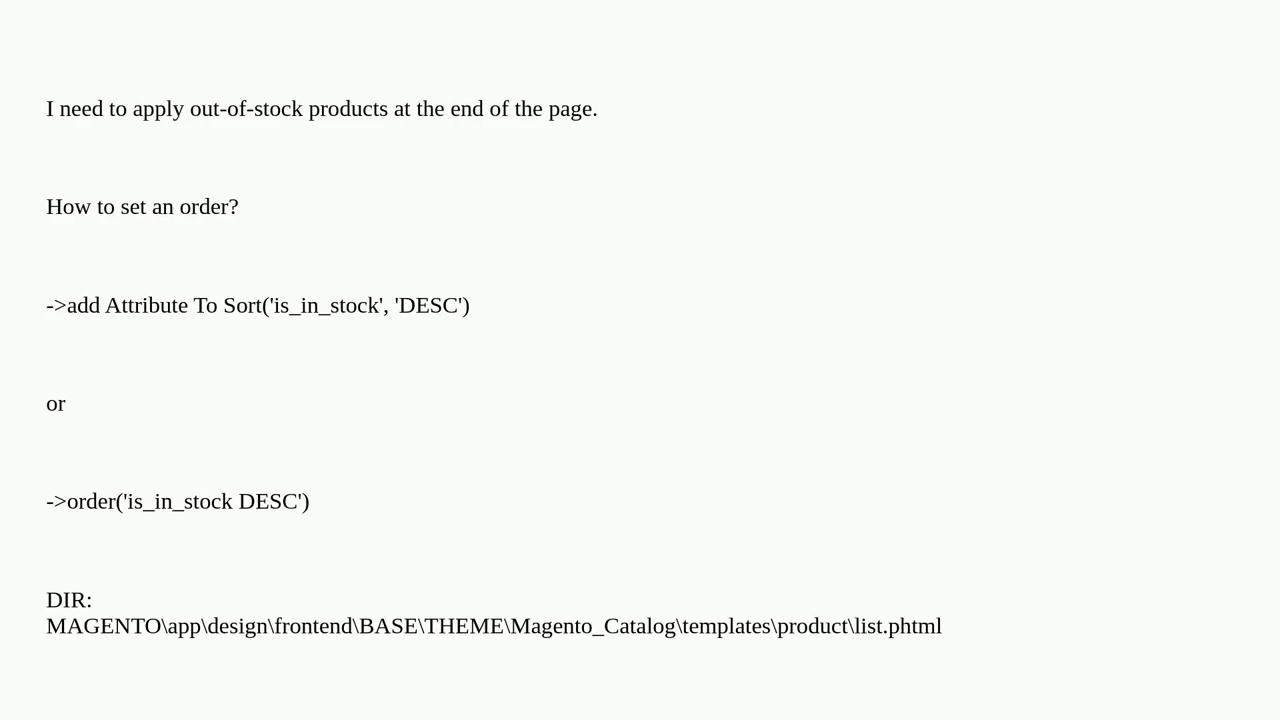 I need to apply out-of-stock products at the end of the page.
How to set an order?
->add Attribute To Sort('is_in_stock', 'DESC')
or
->order('is_in_stock DESC')
DIR:
MAGENTO\app\design\frontend\BASE\THEME\Magento_Catalog\templates\product\list.phtml